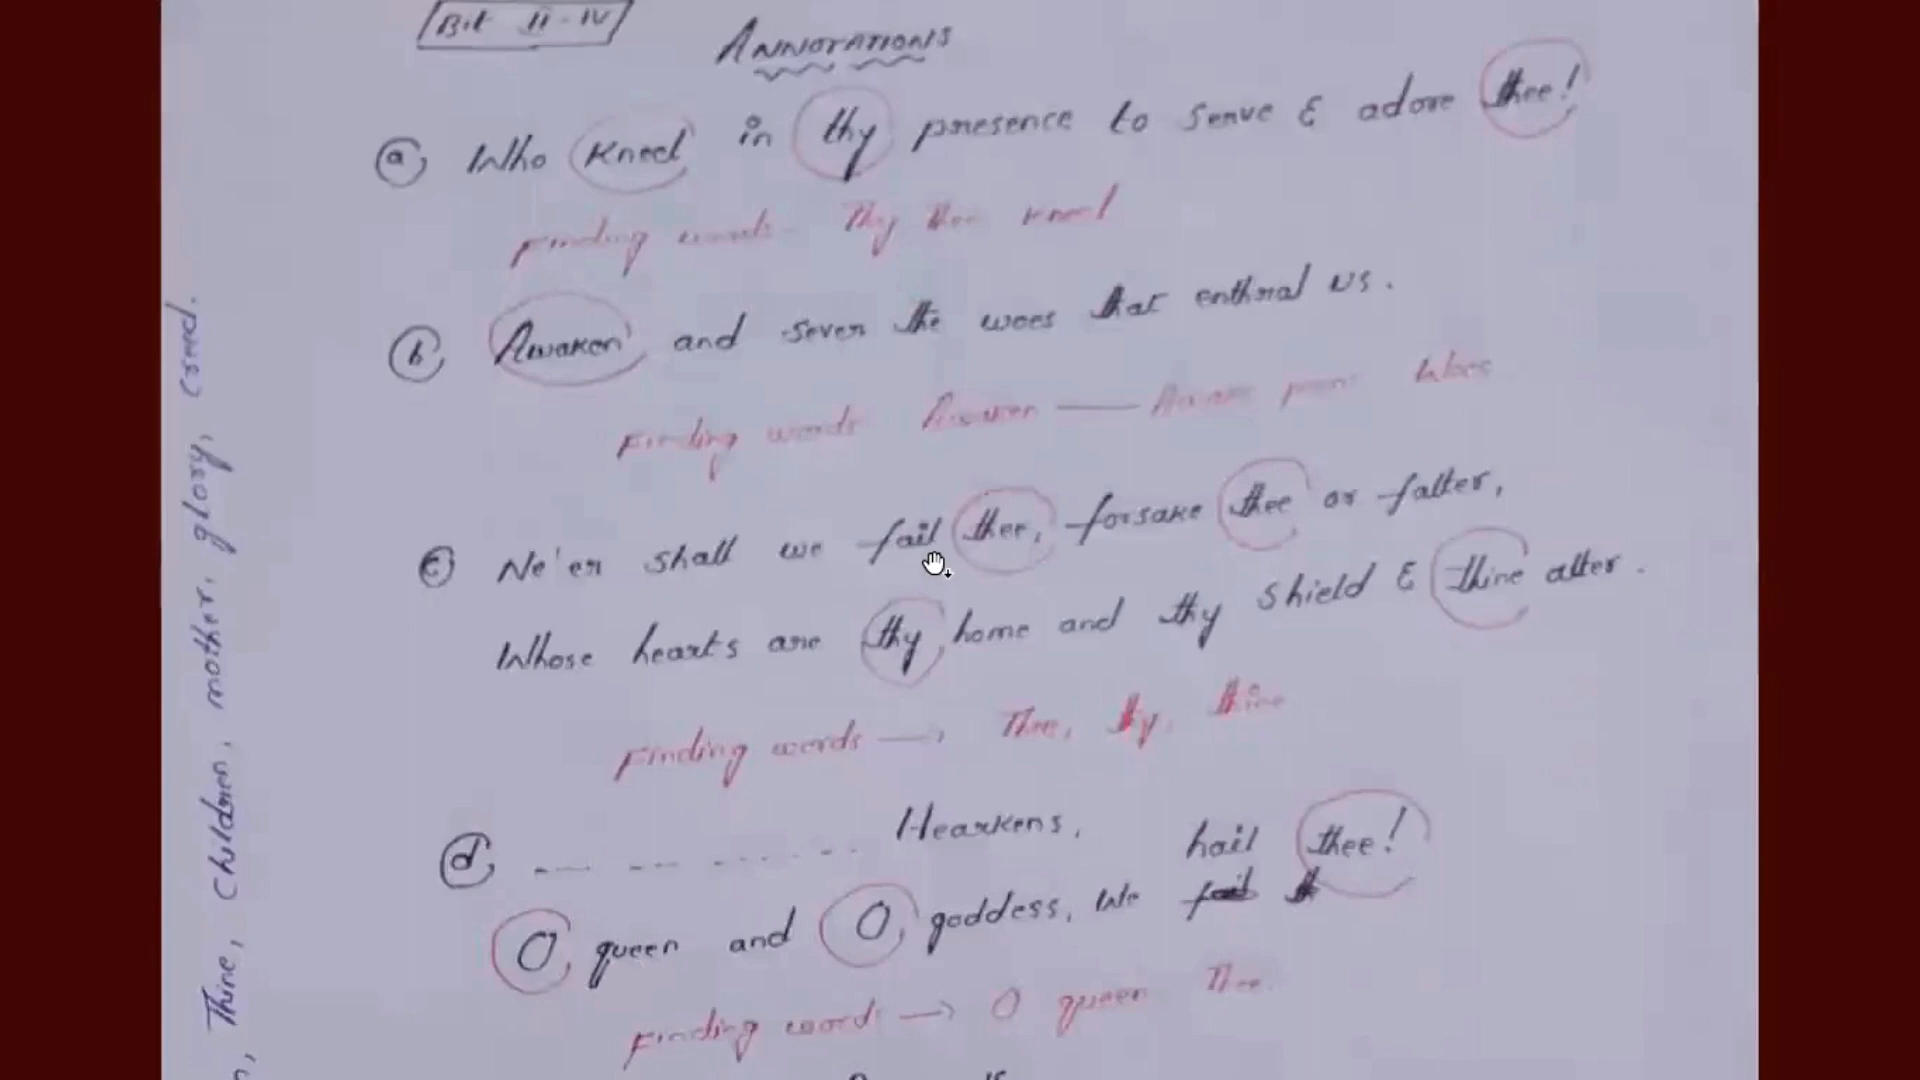 Bit II - IV
ANNOTATIONS
(a) Who kneel in thy presence to serve & adore thee!
Finding words - Thy Thee kneel
(b) Awaken and sever the woes that enthral us.
Finding words Awaken —— poem Woes
(c) Ne'er shall we fail thee, forsake thee or falter,
Whose hearts are thy home and thy shield & thine alter.
Finding words → Thee, thy, thine
(d) --- -- - - - - - Hearkens,
O, queen and O, goddess, we hail thee!
Finding words → O queen Thee.
Thine, Children, mother, glory, creed.